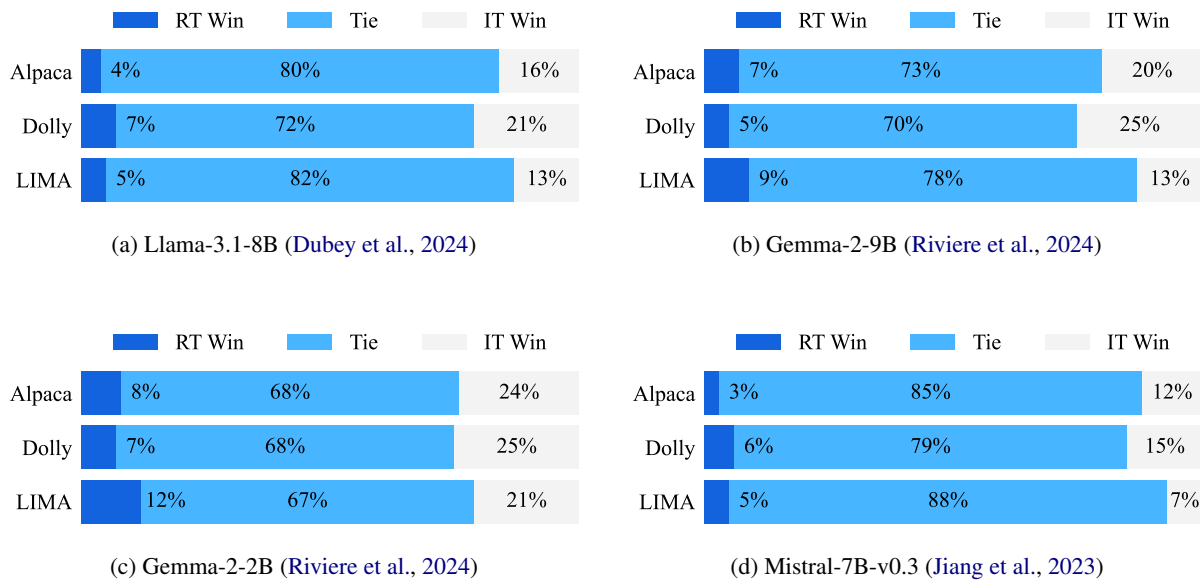 RT Win Tie IT Win
Alpaca 4% 80% 16%
Dolly 7% 72% 21%
LIMA 5% 82% 13%
(a) Llama-3.1-8B (Dubey et al., 2024)
RT Win Tie IT Win
Alpaca 7% 73% 20%
Dolly 5% 70% 25%
LIMA 9% 78% 13%
(b) Gemma-2-9B (Riviere et al., 2024)
RT Win Tie IT Win
Alpaca 8% 68% 24%
Dolly 7% 68% 25%
LIMA 12% 67% 21%
(c) Gemma-2-2B (Riviere et al., 2024)
RT Win Tie IT Win
Alpaca 3% 85% 12%
Dolly 6% 79% 15%
LIMA 5% 88% 7%
(d) Mistral-7B-v0.3 (Jiang et al., 2023)